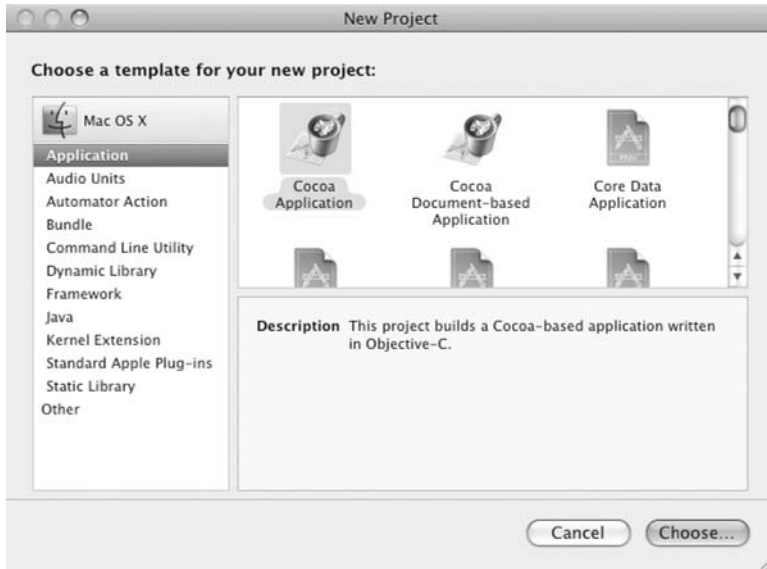 New Project
Choose a template for your new project:
Mac OS X
Application
Audio Units
Automator Action
Bundle
Command Line Utility
Dynamic Library
Framework
Java
Kernel Extension
Standard Apple Plug-ins
Static Library
Other
Cocoa
Application
Cocoa
Document-based
Application
Core Data
Application
Description This project builds a Cocoa-based application written
in Objective-C.
Cancel
Choose...